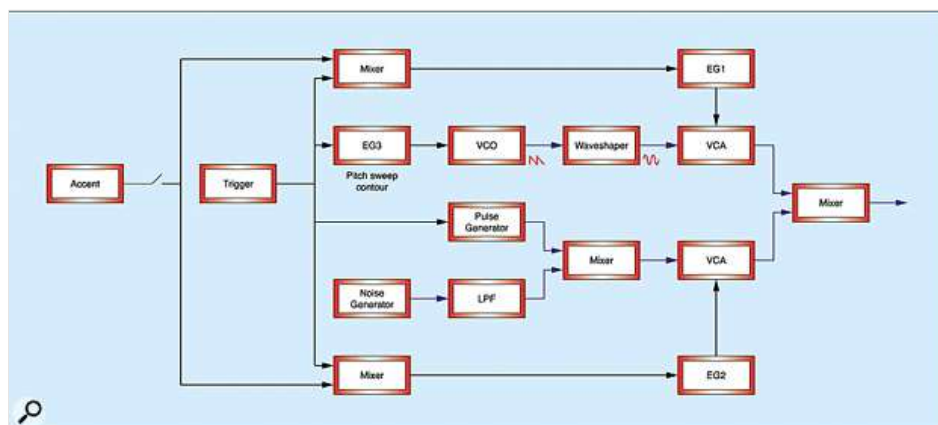 Mixer
EG1
EG3
VCO
Waveshaper
VCA
Pitch sweep
contour
Accent
Trigger
Mixer
Pulse
Generator
Mixer
VCA
Noise
Generator
LPF
Mixer
EG2